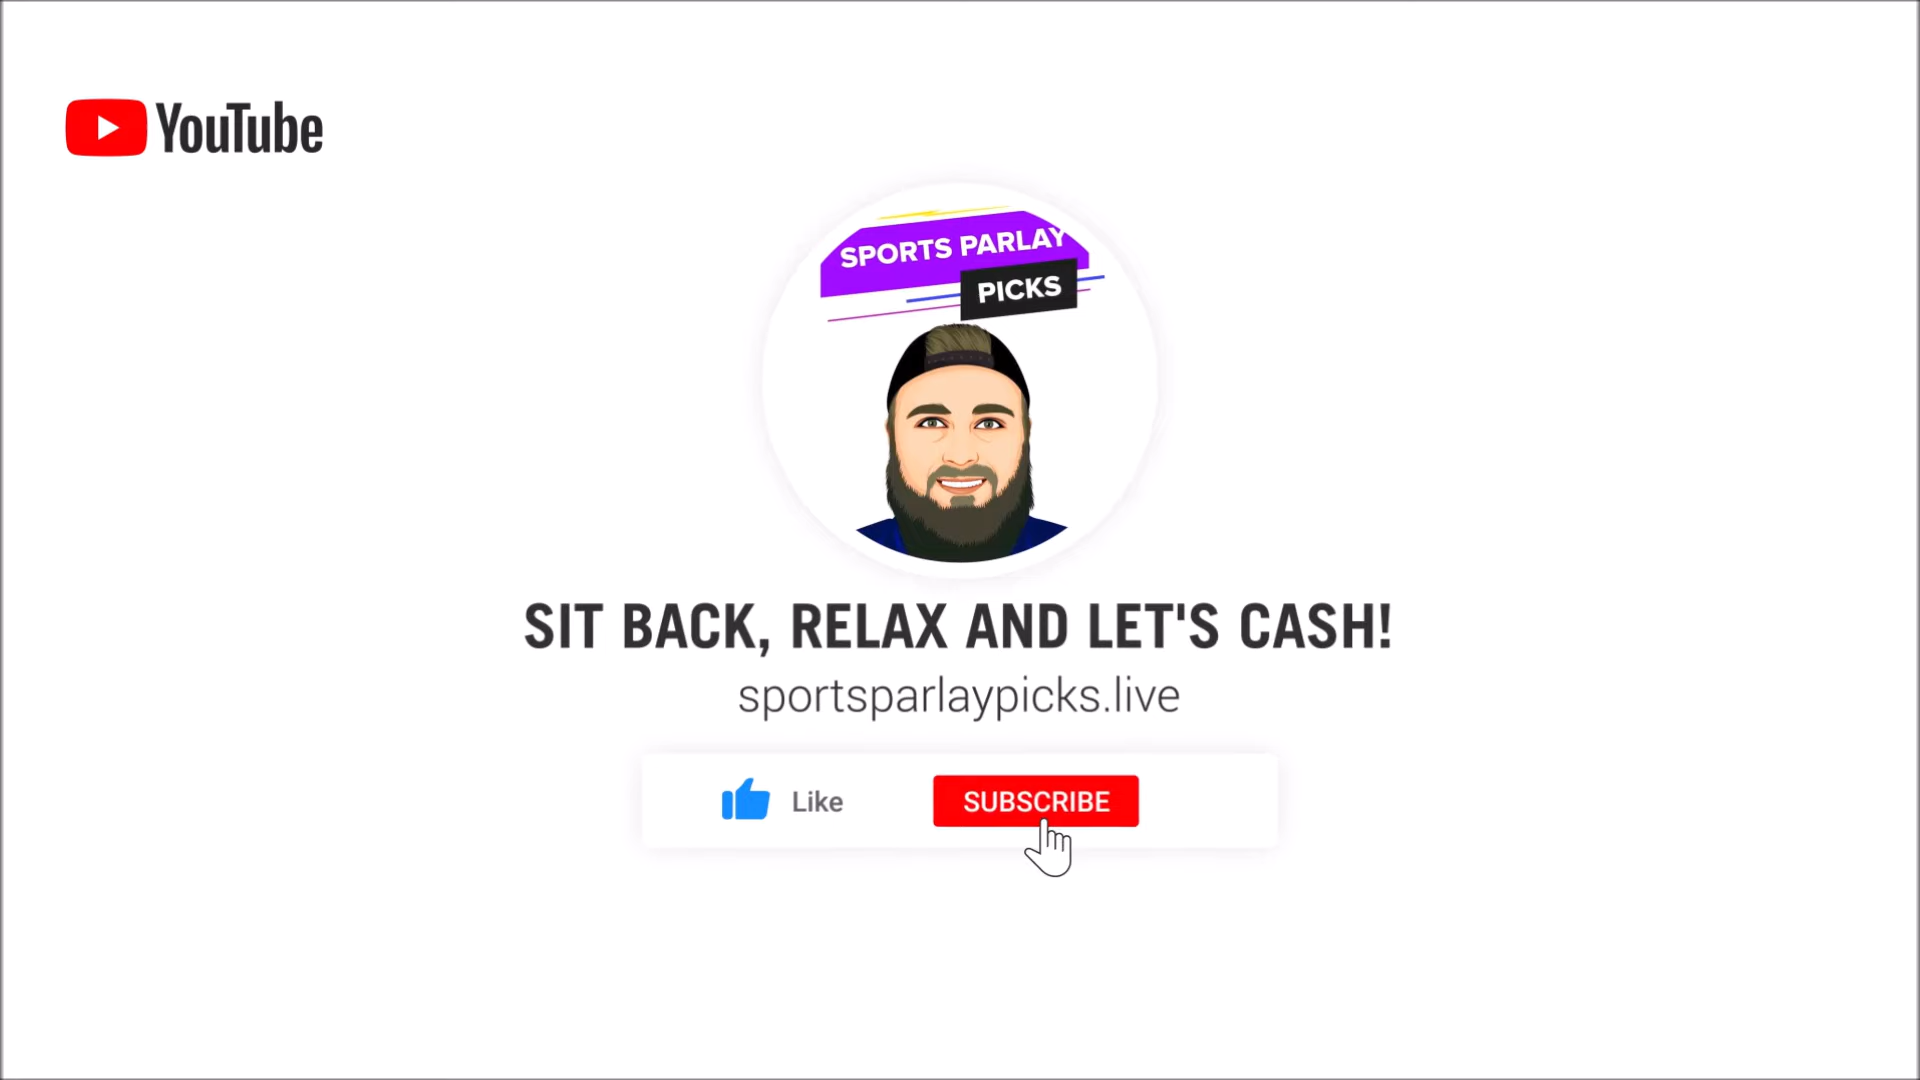 YouTube
SPORTS PARLAY
PICKS
SIT BACK, RELAX AND LET'S CASH!
sportsparlaypicks.live
Like
SUBSCRIBE